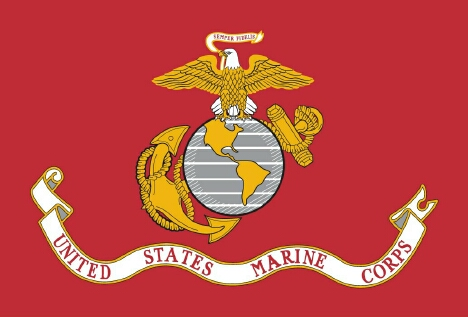 SEMPER FIDELIS
UNITED STATES MARINE CORPS